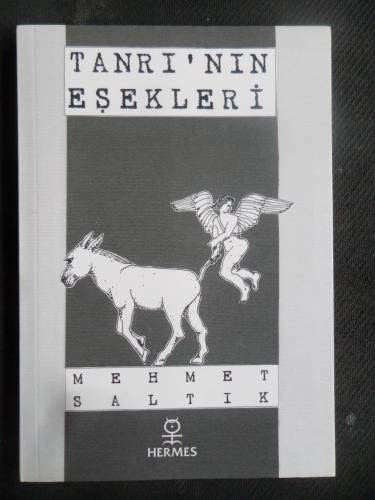 TANRI'NIN
EŞEKLERİ
MEHMET
SALTIK
HERMES